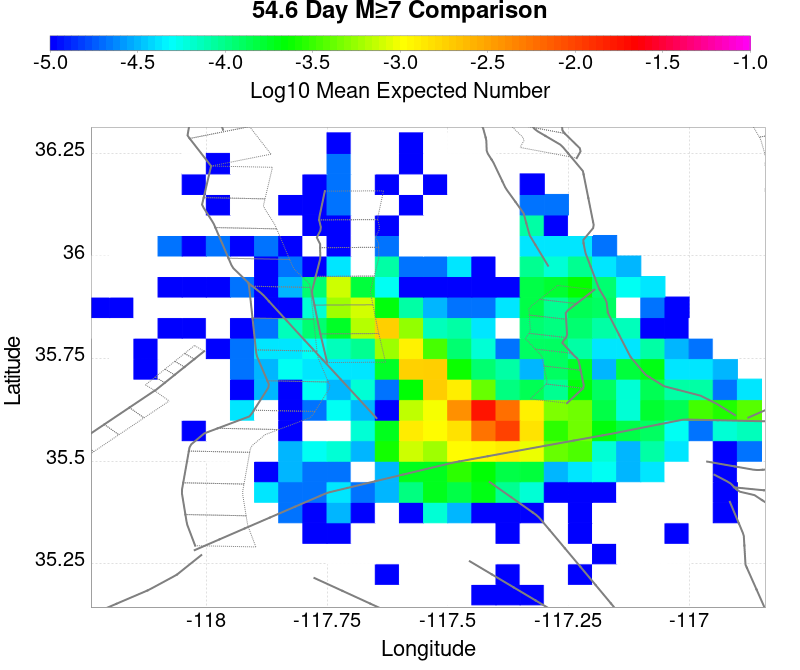 54.6 Day M≥7 Comparison
-5.0 -4.5 -4.0 -3.5 -3.0 -2.5 -2.0 -1.5 -1.0
Log10 Mean Expected Number
36.25
36
35.75
35.5
35.25
Latitude
-118 -117.75 -117.5 -117.25 -117
Longitude